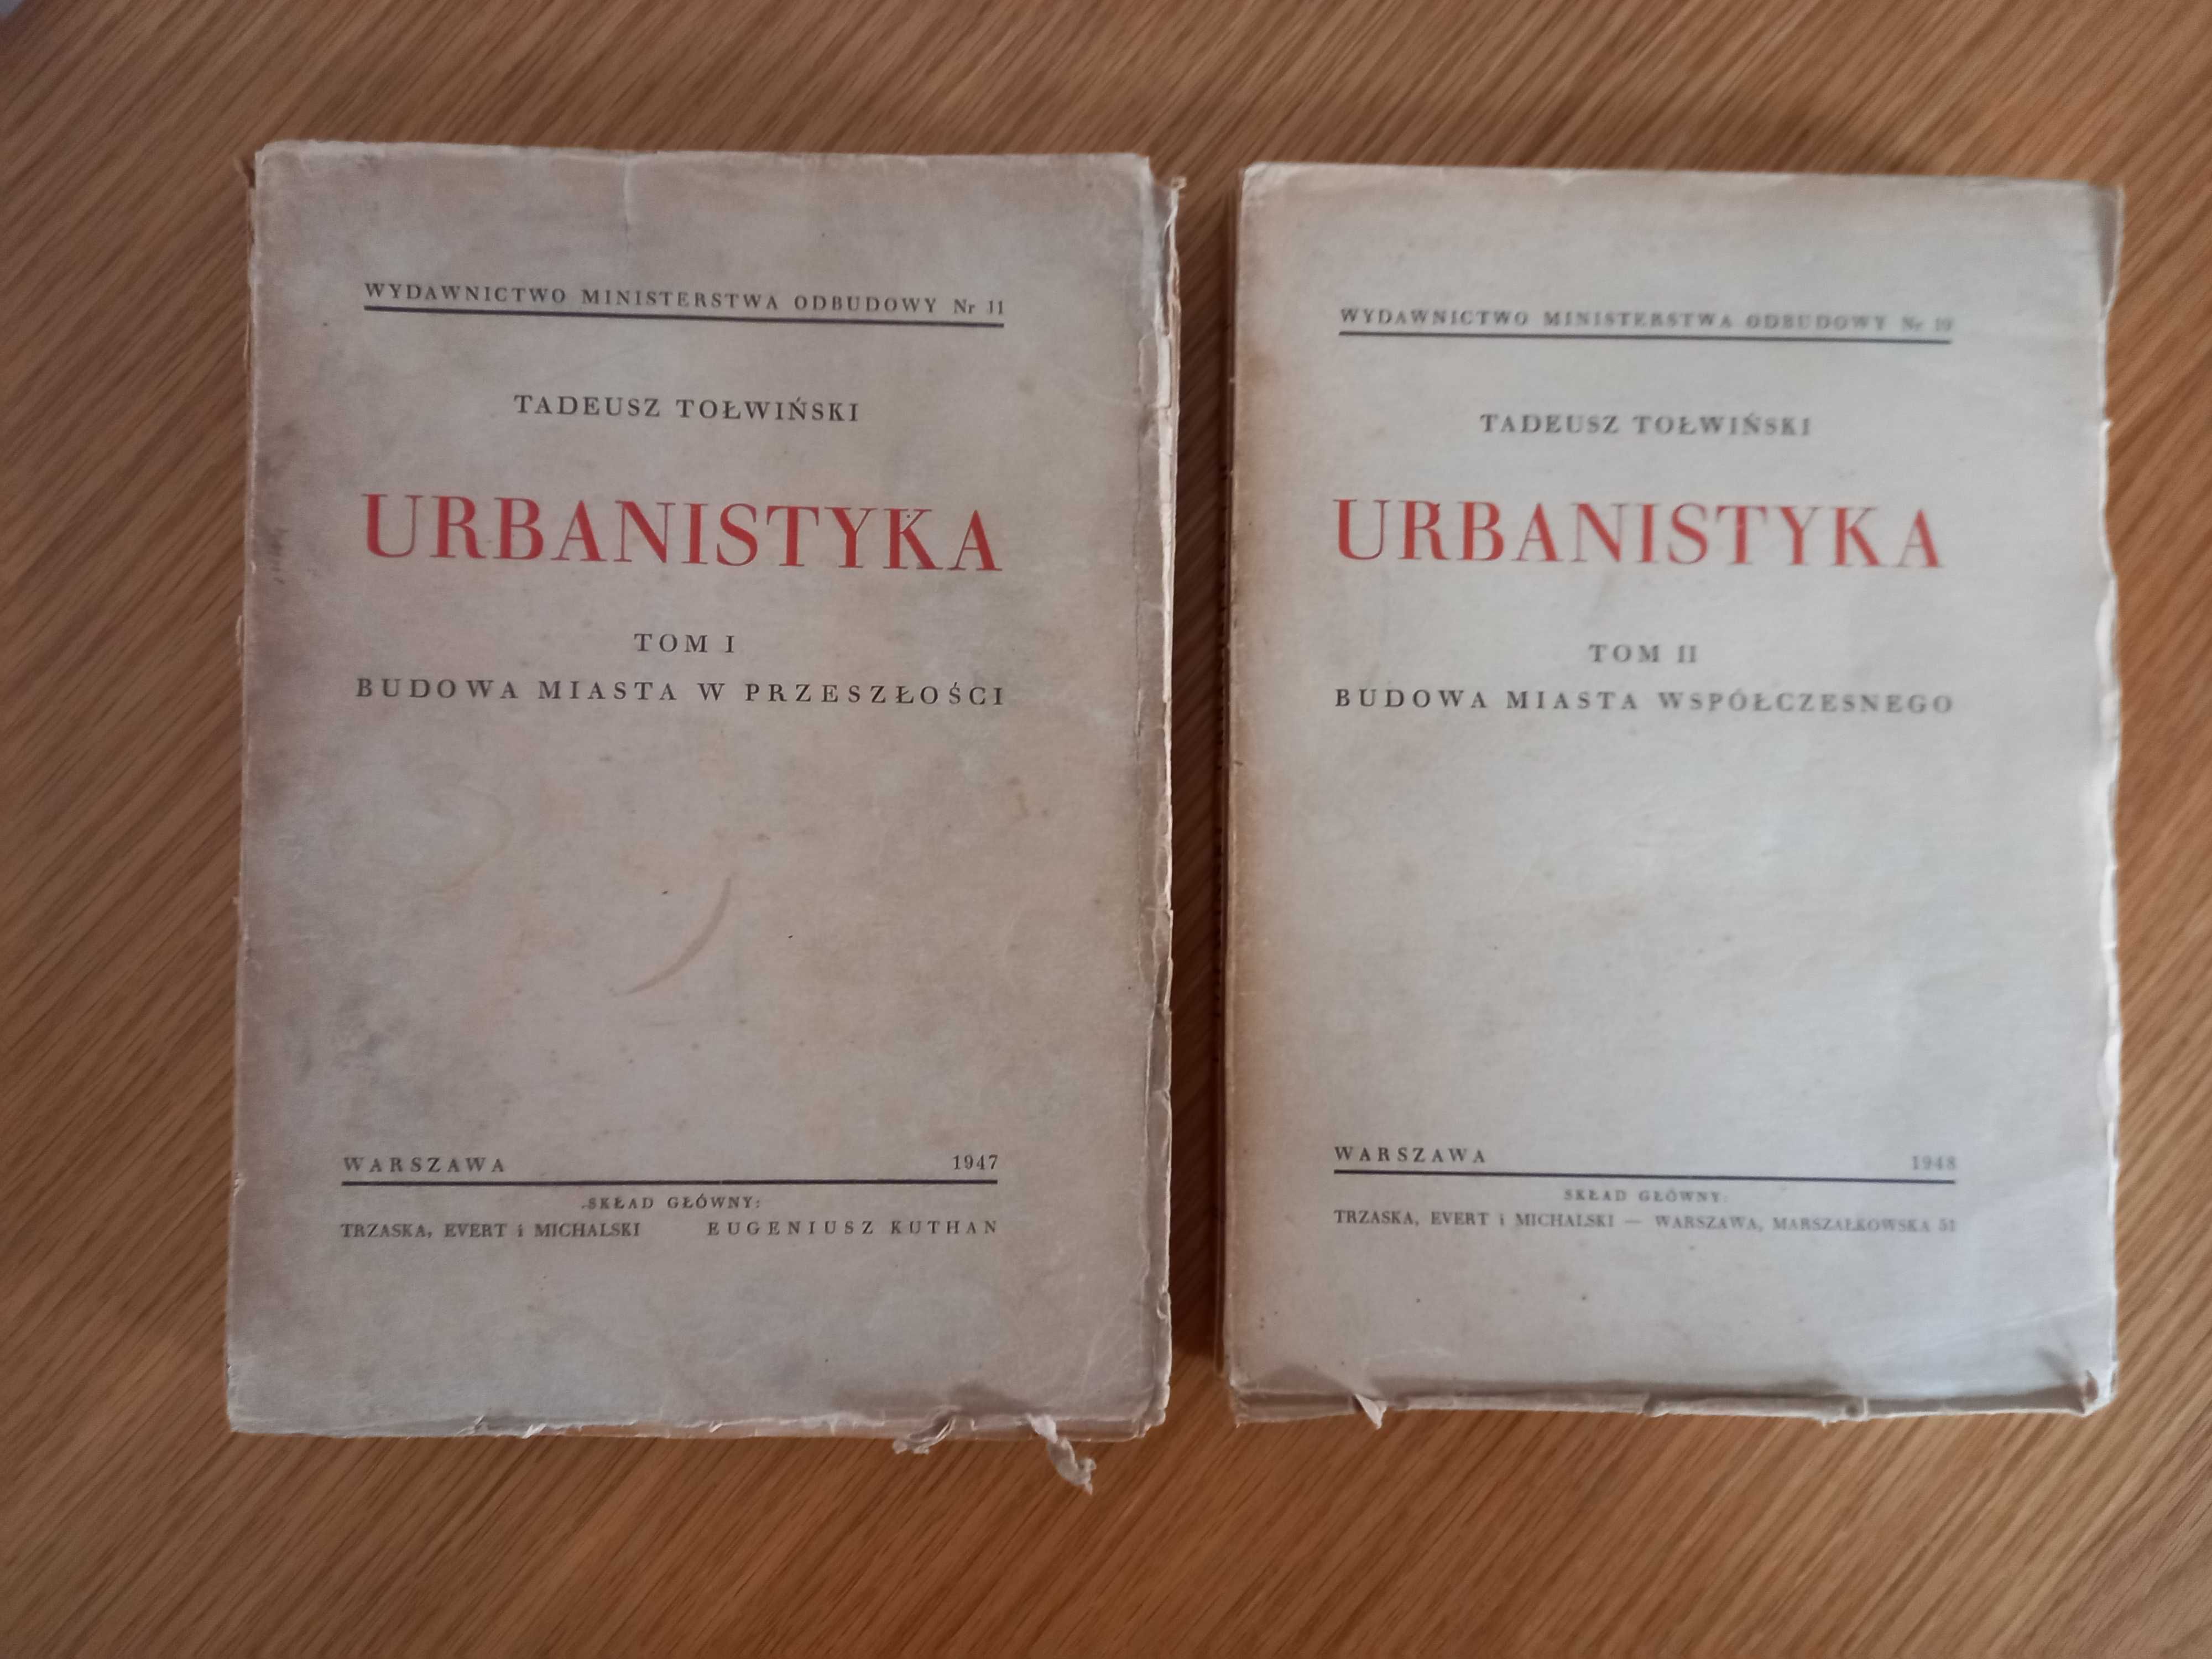 WYDAWNICTWO MINISTERSTWA ODBUDOWY Nr 11
TADEUSZ TOŁWIŃSKI
URBANISTYKA
TOM I
BUDOWA MIASTA W PRZESZŁOŚCI
WARSZAWA 1947
SKŁAD GŁÓWNY:
TRZASKA, EVERT i MICHALSKI EUGENIUSZ KUTHAN
WYDAWNICTWO MINISTERSTWA ODBUDOWY Nr
TADEUSZ TOŁWIŃSKI
URBANISTYKA
TOM II
BUDOWA MIASTA WSPÓŁCZESNEGO
WARSZAWA 1948
SKŁAD GŁÓWNY:
TRZASKA, EVERT i MICHALSKI — WARSZAWA, MARSZAŁKOWSKA 51